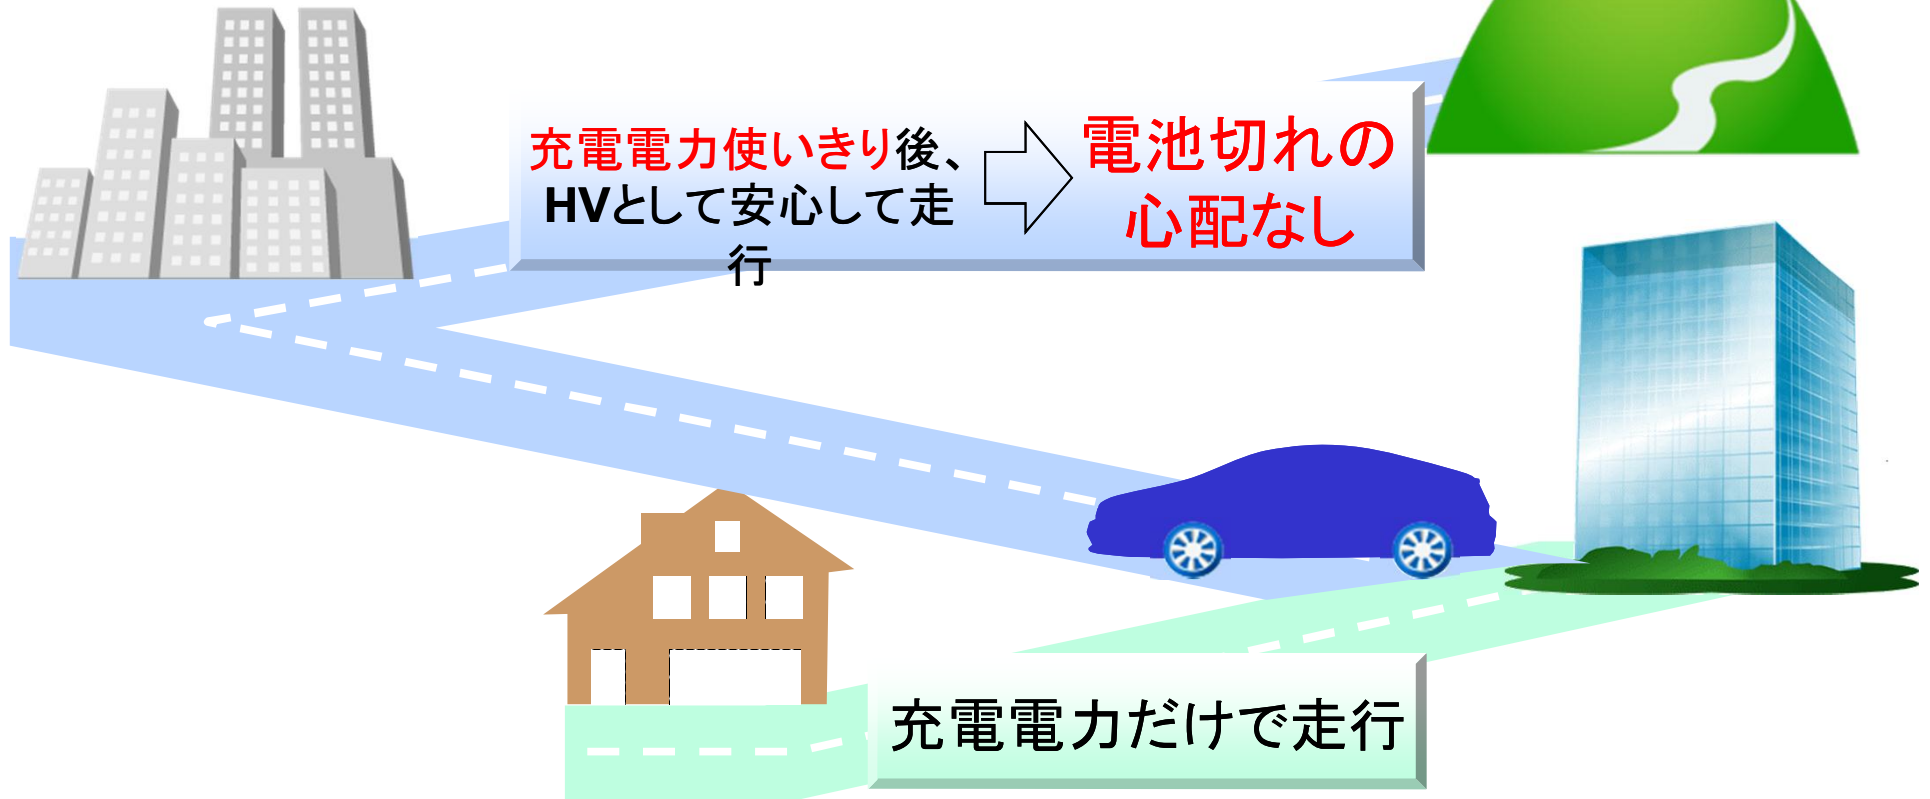 充電電力使いきり後、
HVとして安心して走
行
電池切れの
心配なし
充電電力だけで走行